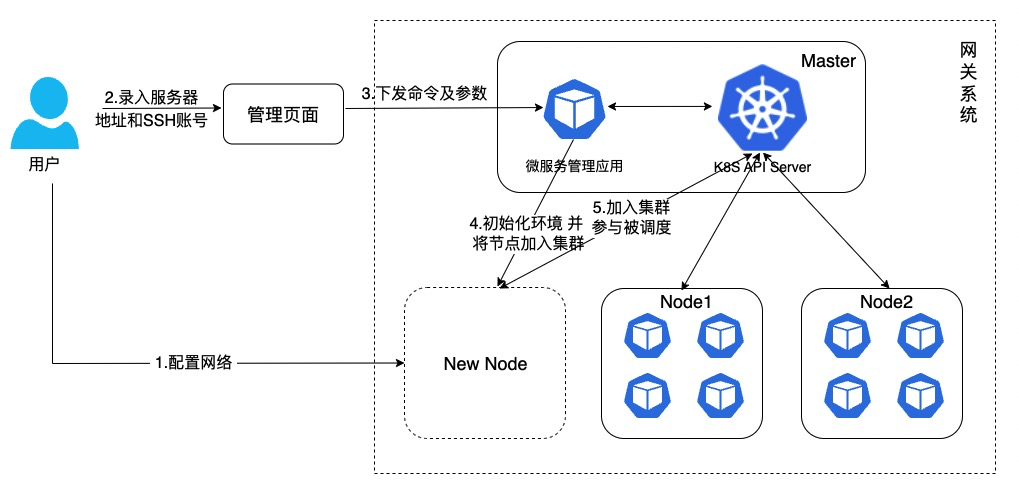 网
关
系
统
Master
2.录入服务器
地址和SSH账号
管理页面
3.下发命令及参数
用户
微服务管理应用
K8S API Server
4.初始化环境 并
将节点加入集群
5.加入集群
参与被调度
1.配置网络
New Node
Node1
Node2